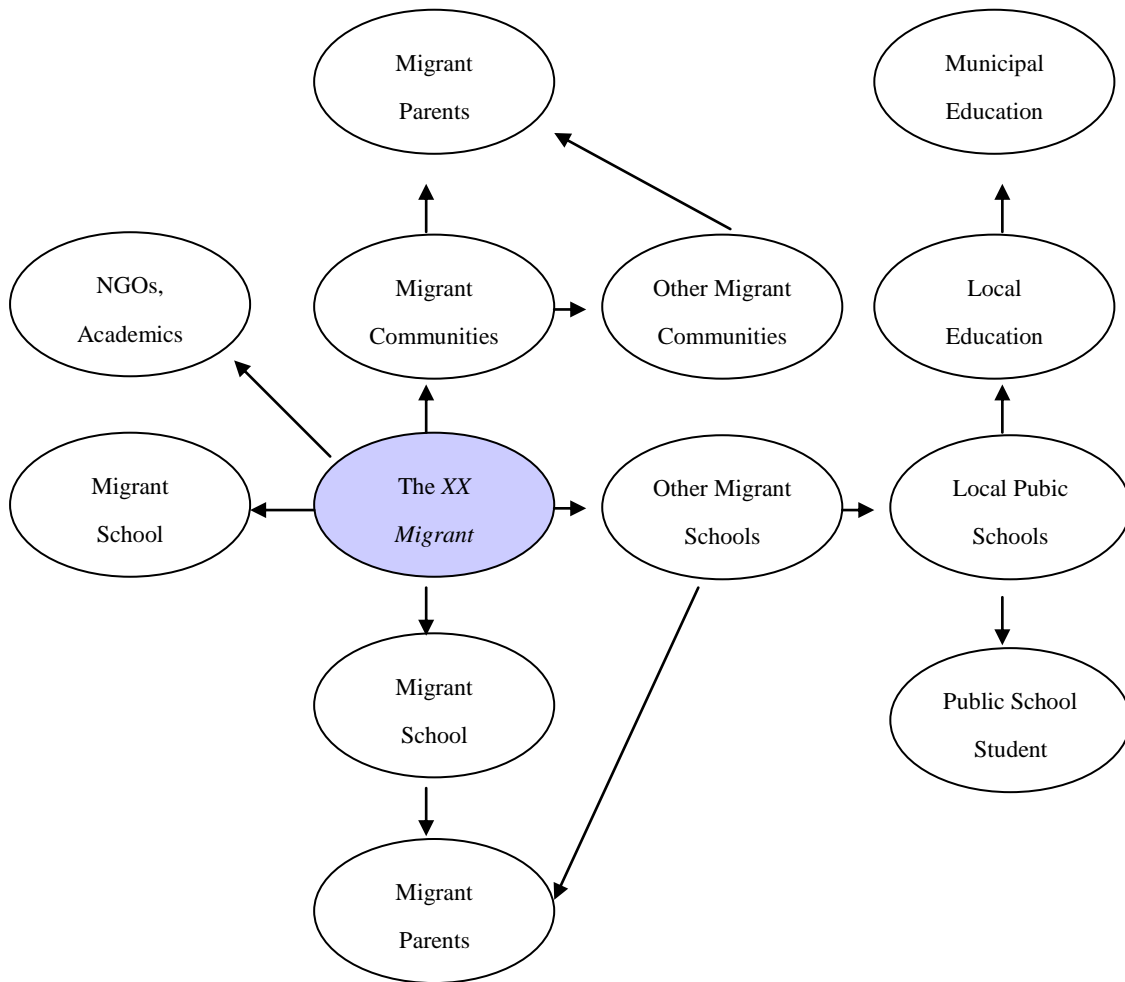 Migrant
Parents
Municipal
Education
NGOs,
Academics
Migrant
Communities
Other Migrant
Communities
Local
Education
Migrant
School
The XX
Migrant
Other Migrant
Schools
Local Pubic
Schools
Migrant
School
Public School
Student
Migrant
Parents